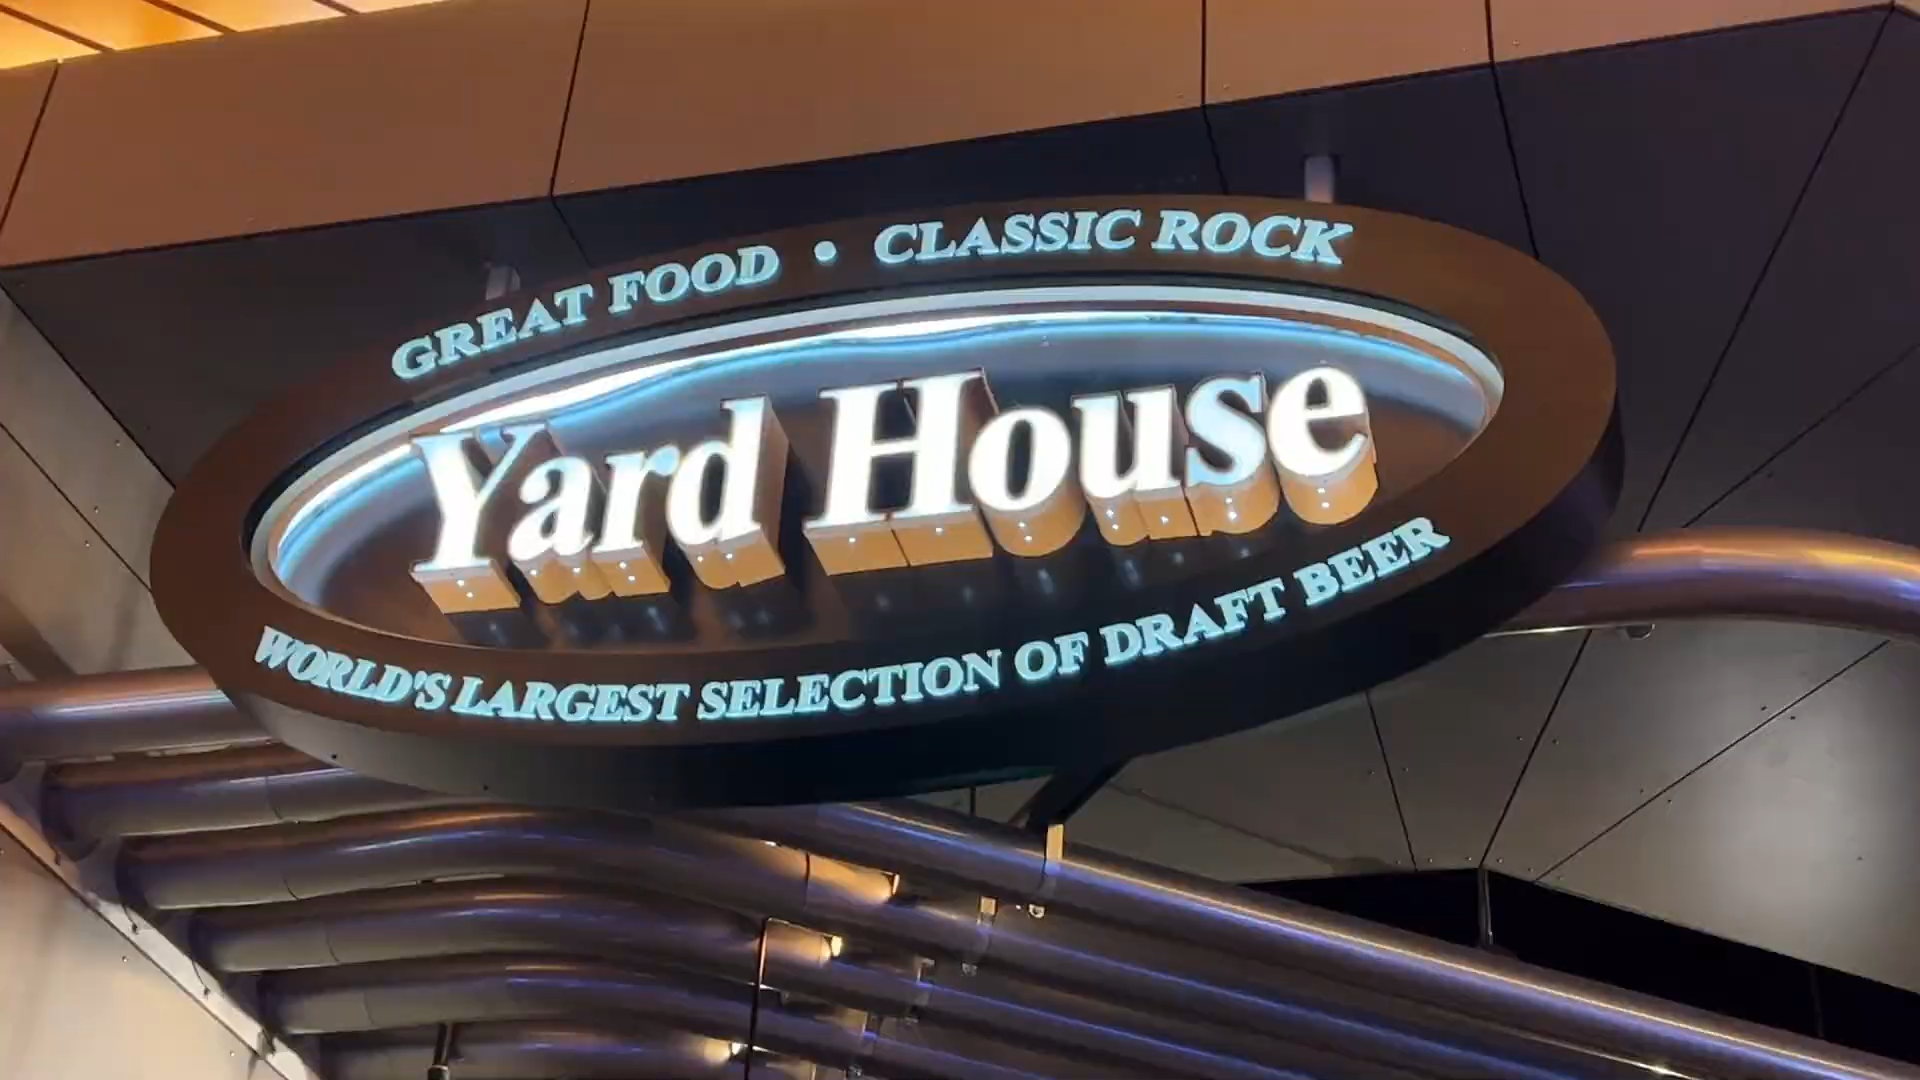 GREAT FOOD • CLASSIC ROCK
Yard House
WORLD'S LARGEST SELECTION OF DRAFT BEER